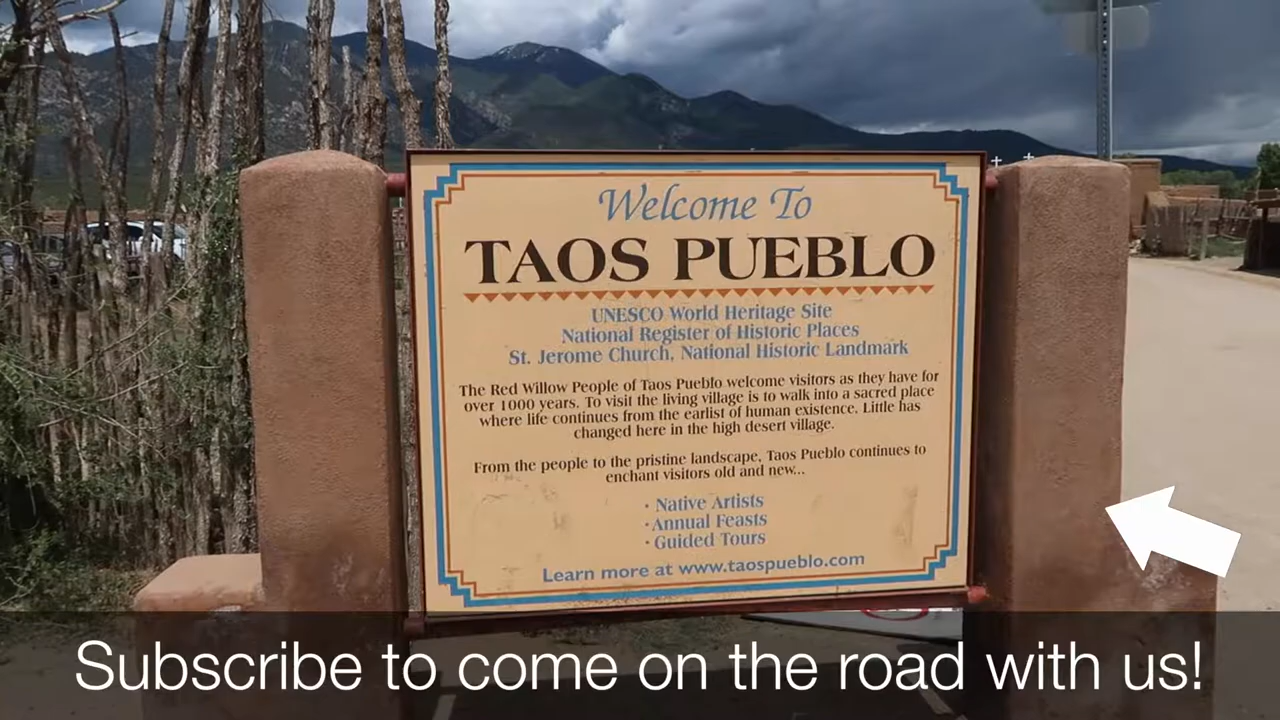 Welcome To
TAOS PUEBLO
UNESCO World Heritage Site
National Register of Historic Places
St. Jerome Church, National Historic Landmark
The Red Willow People of Taos Pueblo welcome visitors as they have for
over 1000 years. To visit the living village is to walk into a sacred place
where life continues from the earlist of human existence. Little has
changed here in the high desert village.
From the people to the pristine landscape, Taos Pueblo continues to
enchant visitors old and new...
· Native Artists
· Annual Feasts
· Guided Tours
Learn more at www.taospueblo.com
Subscribe to come on the road with us!